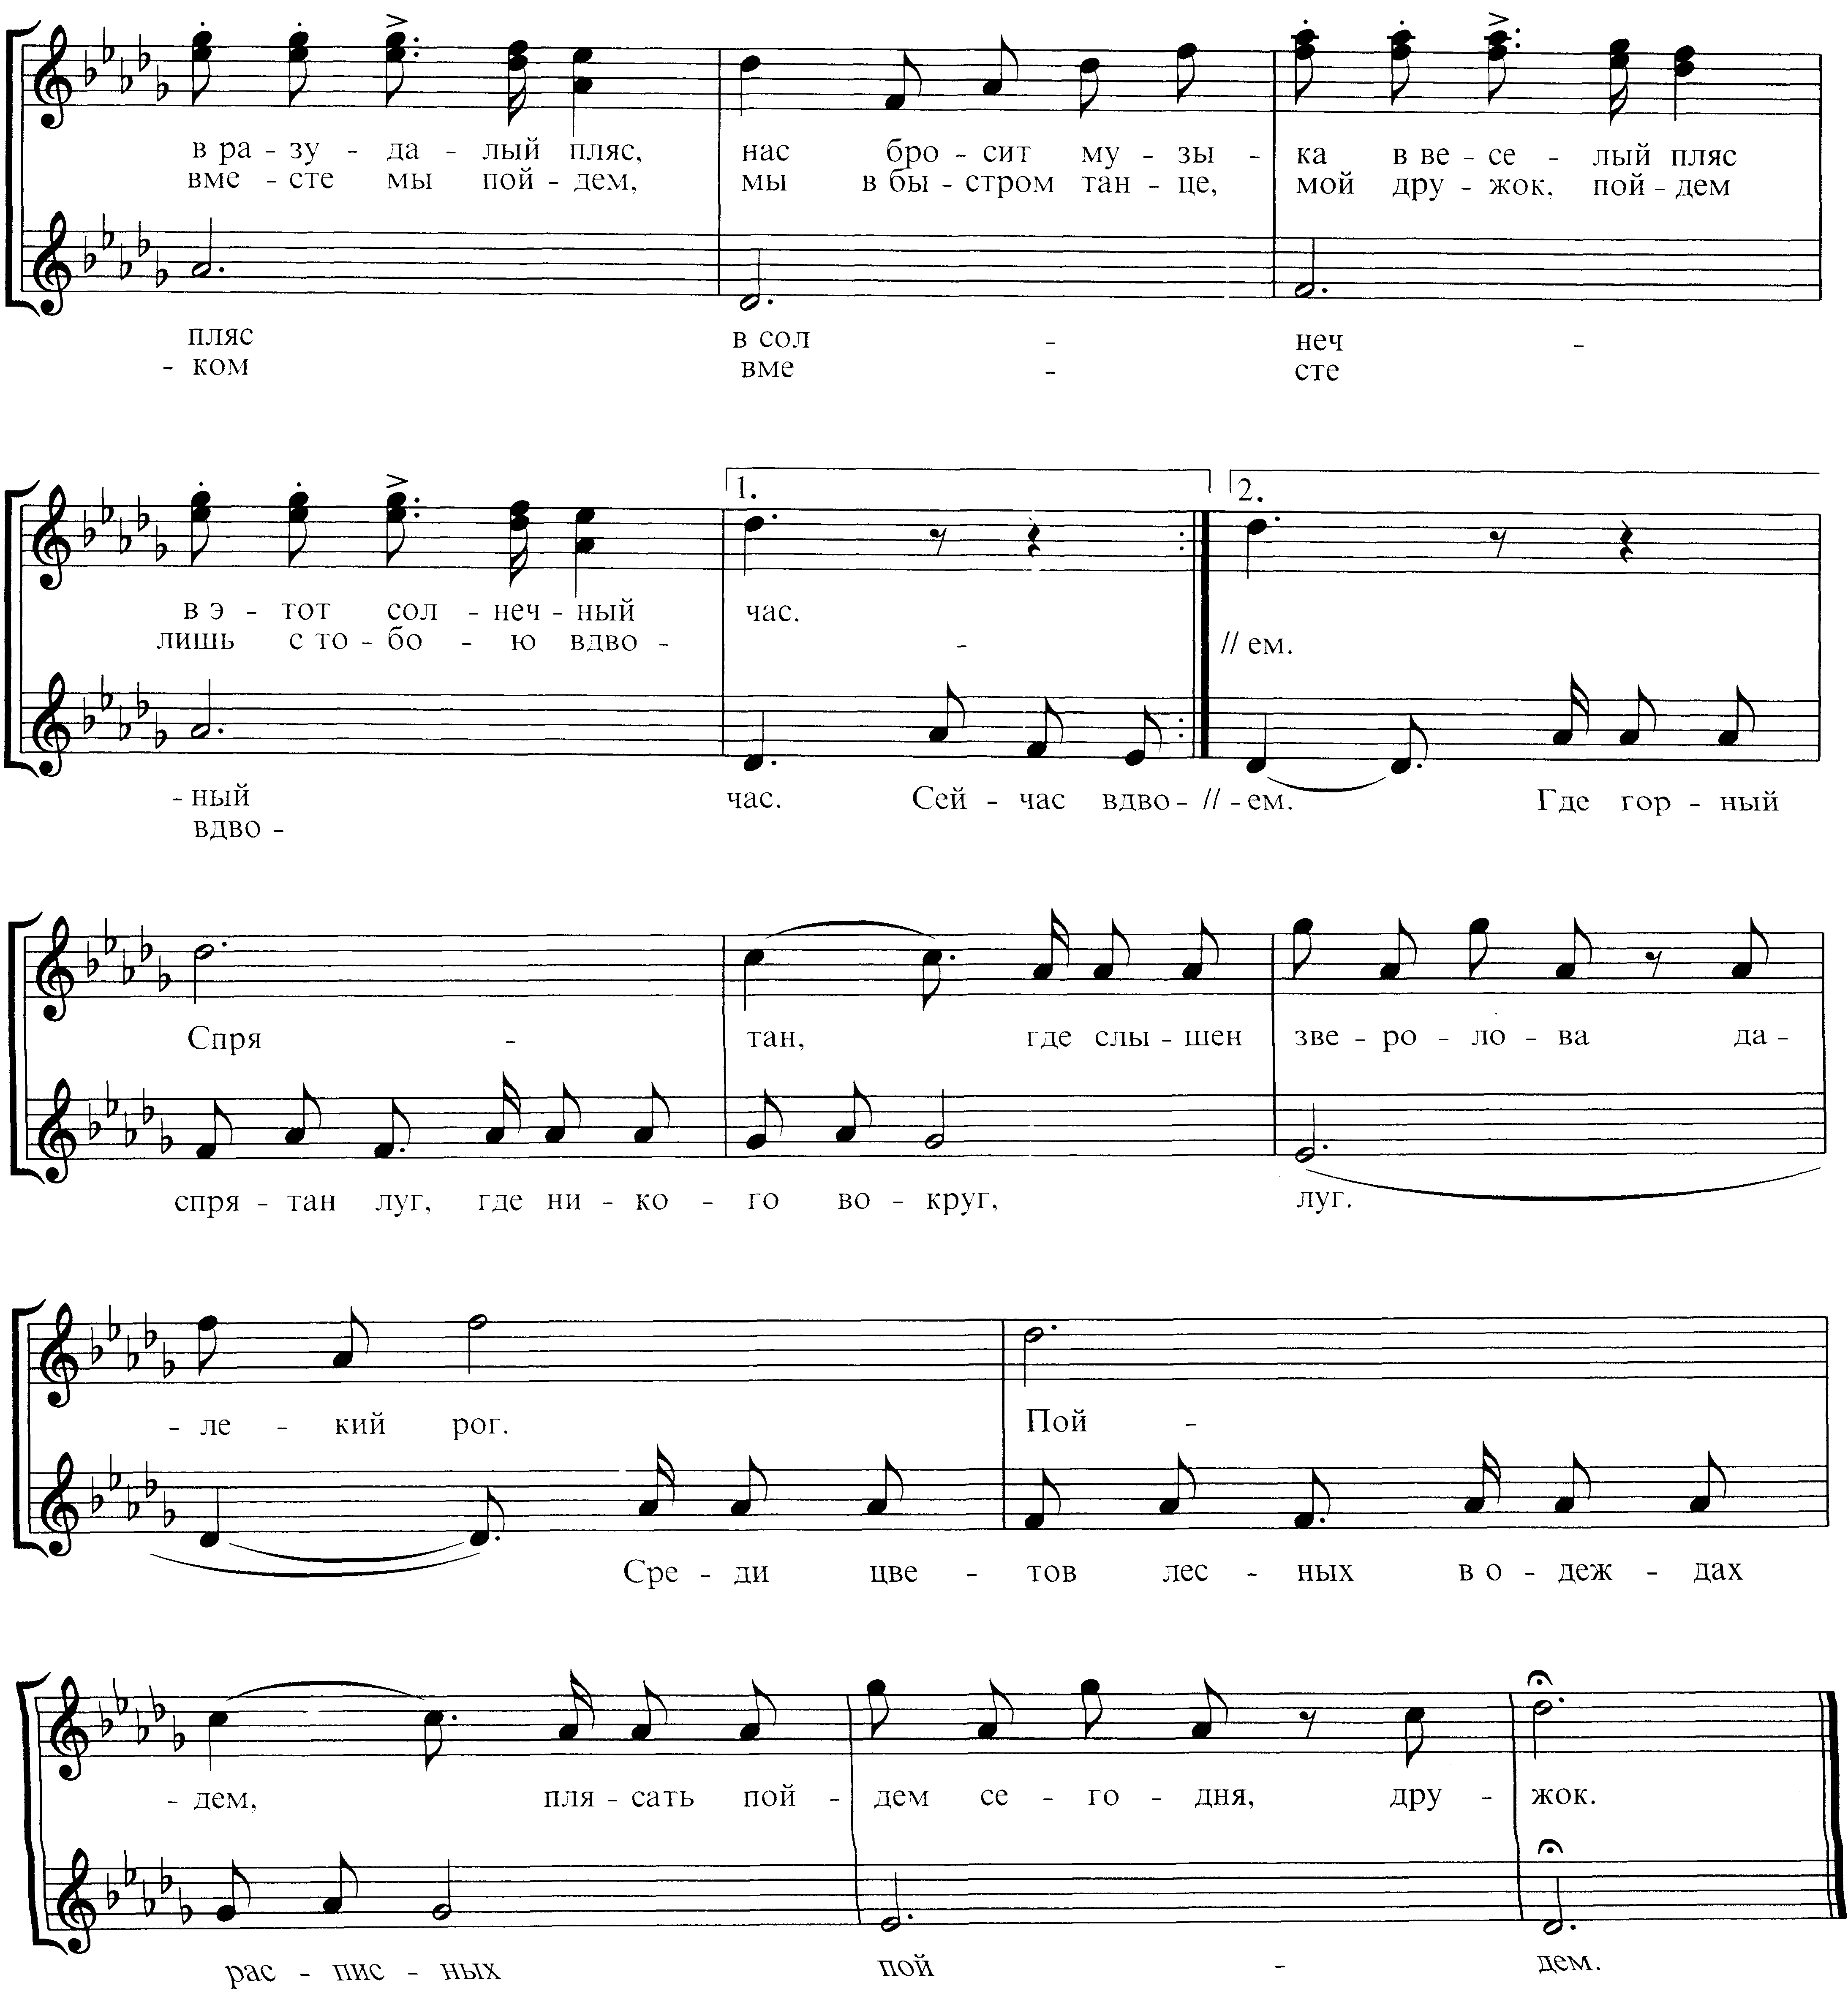 в ра - зу - да - лый пляс, нас бро - сит му - зы - ка в ве - се - лый пляс
вме - сте мы пой - дем, мы в бы - стром тан - це, мой дру - жок, пой - дем
пляс в сол - неч -
- ком вме - сте
1. 2.
в э - тот сол - неч - ный час.
лишь с то - бо - ю вдво - - // ем.
- ный час. Сей - час вдво - // - ем. Где гор - ный
вдво -
Спря - тан, где слы - шен зве - ро - ло - ва да -
спря - тан луг, где ни - ко - го во - круг, луг.
- ле - кий рог. Пой -
Сре - ди цве - тов лес - ных в о - деж - дах
- дем, пля - сать пой - дем се - го - дня, дру - жок.
рас - пис - ных пой - дем.